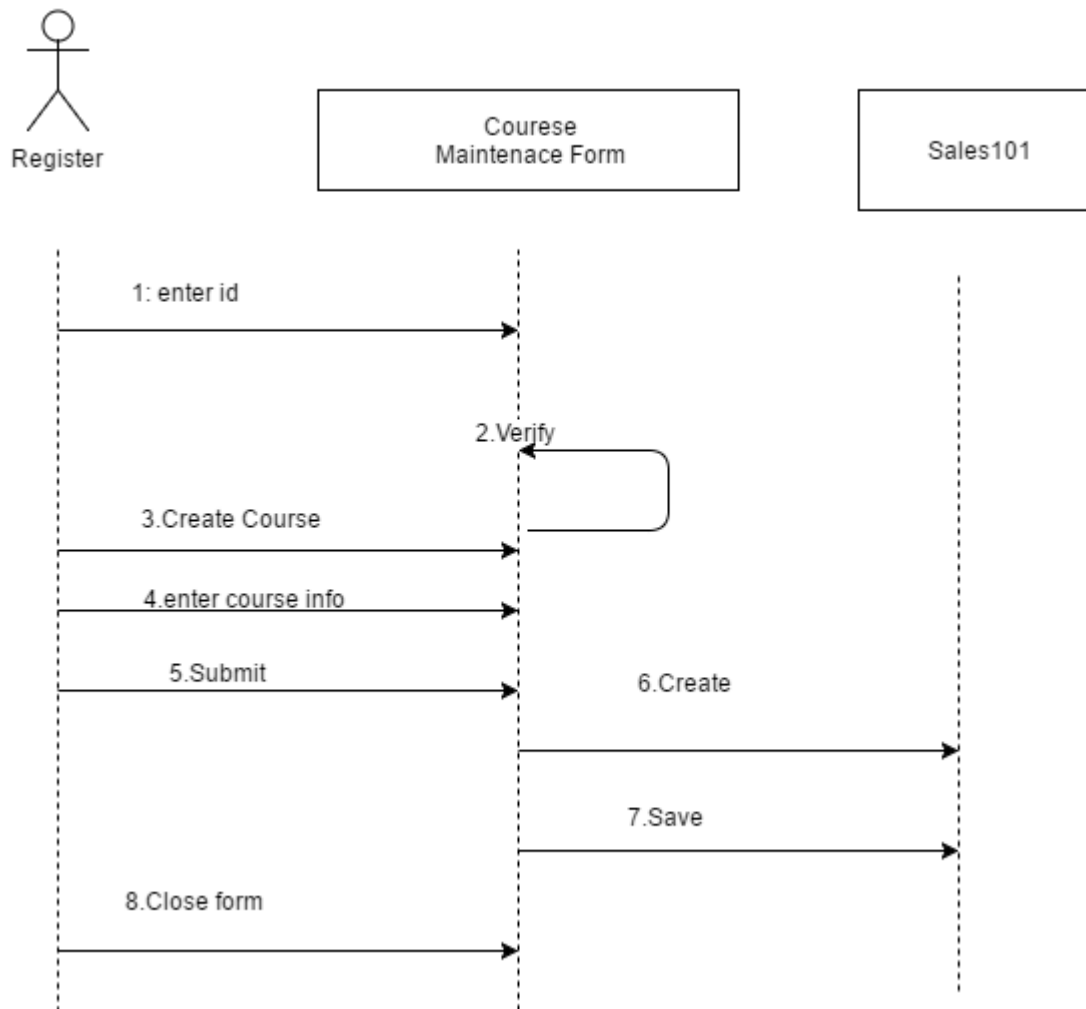 Register
Courese
Maintenace Form
Sales101
1: enter id
2.Verify
3.Create Course
4.enter course info
5.Submit
6.Create
7.Save
8.Close form